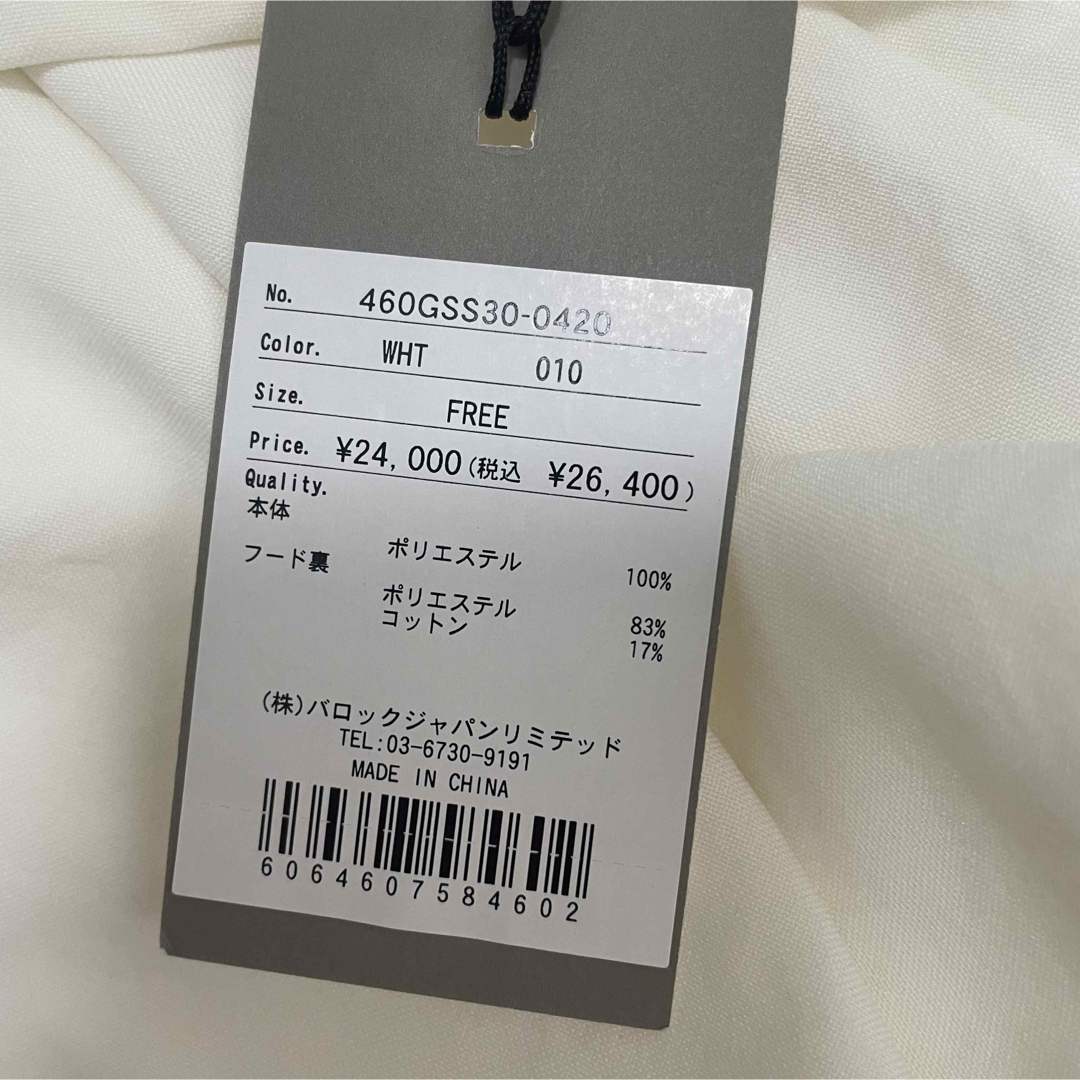 No. 460GSS30-0420
Color. WHT 010
Size. FREE
Price. ¥24,000(税込 ¥26,400)
Quality.
本体
ポリエステル 100%
フード裏
ポリエステル 83%
コットン 17%
(株)バロックジャパンリミテッド
TEL:03-6730-9191
MADE IN CHINA
6064607584602